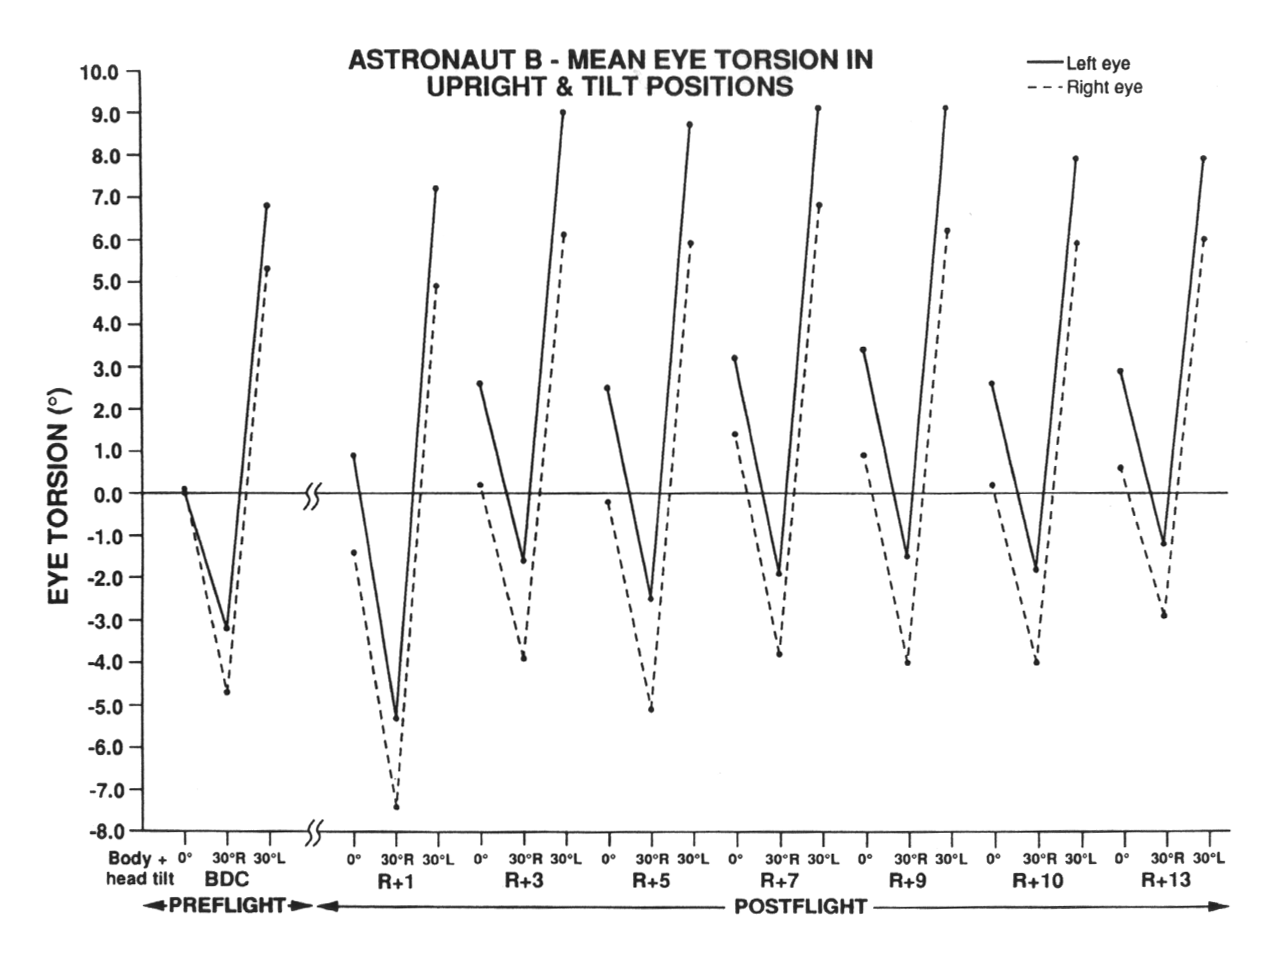 ASTRONAUT B - MEAN EYE TORSION IN
UPRIGHT & TILT POSITIONS
Left eye
Right eye
EYE TORSION (°)
10.0
9.0
8.0
7.0
6.0
5.0
4.0
3.0
2.0
1.0
0.0
-1.0
-2.0
-3.0
-4.0
-5.0
-6.0
-7.0
-8.0
Body + 0° 30°R 30°L 0° 30°R 30°L 0° 30°R 30°L 0° 30°R 30°L 0° 30°R 30°L 0° 30°R 30°L 0° 30°R 30°L 0° 30°R 30°L
head tilt BDC R+1 R+3 R+5 R+7 R+9 R+10 R+13
PREFLIGHT POSTFLIGHT